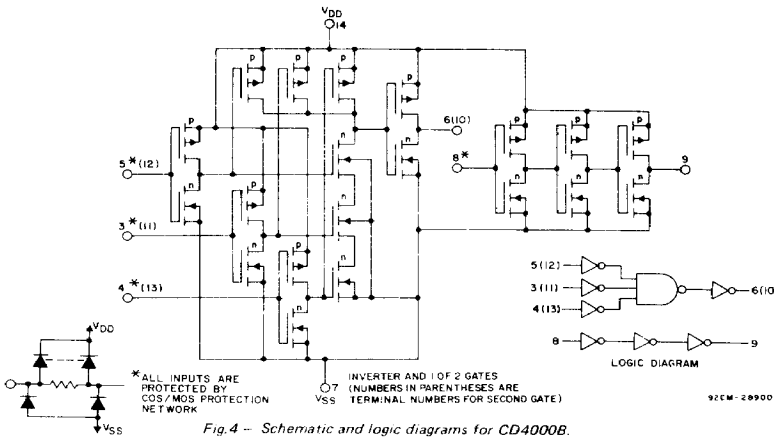 VDD
14
p p p p
p
n
n
6(10)
5*(12)
p
n
n
3*(11)
p
n
n
4*(13)
p
n
n
8*
p p p
n n n
9
5(12)
3(11)
4(13)
6(10
8
9
LOGIC DIAGRAM
VDD
VSS
*ALL INPUTS ARE
PROTECTED BY
COS/MOS PROTECTION
NETWORK
7
VSS
INVERTER AND 1 OF 2 GATES
(NUMBERS IN PARENTHESES ARE
TERMINAL NUMBERS FOR SECOND GATE)
92CM-28900
Fig.4 – Schematic and logic diagrams for CD4000B.